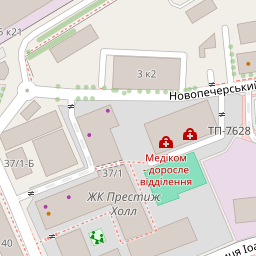 5 к21
3 к2
Новопечерський
ТП-7628
37/1-Б
37/1
Медіком
- доросле
відділення
ЖК Престиж
Холл
40